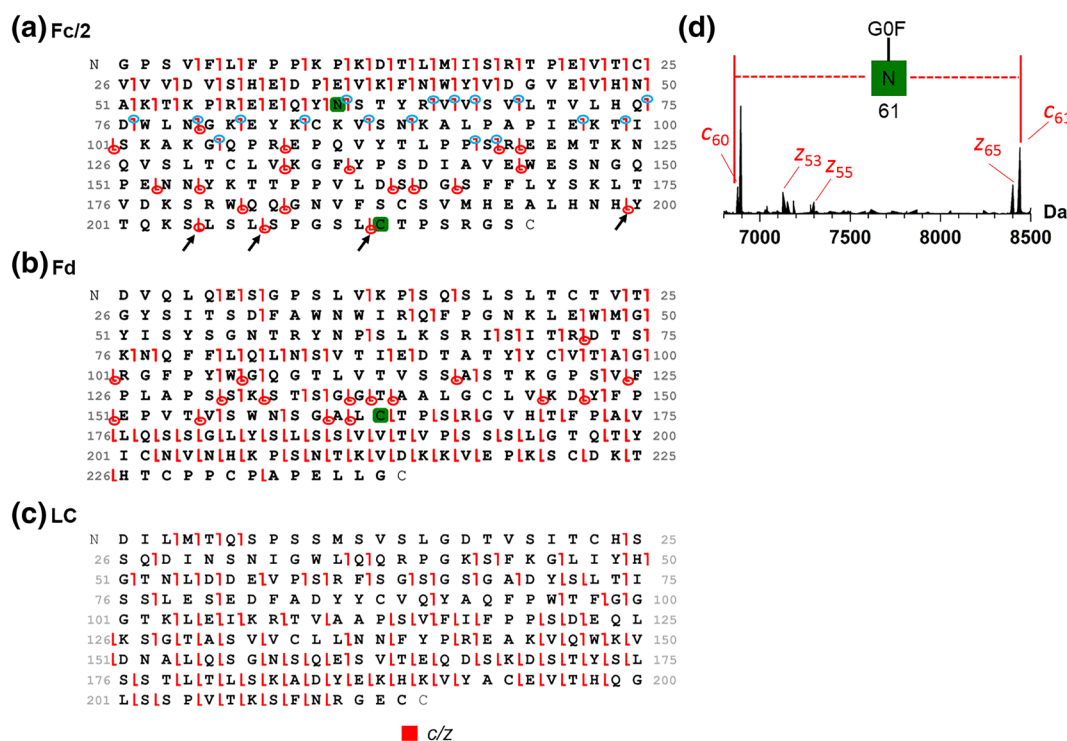 (a) Fc/2
N G P S V F L F P P K P K D T L M I S R T P E V T C 25
26 V V V D V S H E D P E V K F N W Y V D G V E V H N 50
51 A K T K P R E E Q Y N S T Y R V V S V L T V L H Q 75
76 D W L N G K E Y K C K V S N K A L P A P I E K T I 100
101 S K A K G Q P R E P Q V Y T L P P S R E E M T K N 125
126 Q V S L T C L V K G F Y P S D I A V E W E S N G Q 150
151 P E N N Y K T T P P V L D S D G S F F L Y S K L T 175
176 V D K S R W Q Q G N V F S C S V M H E A L H N H Y 200
201 T Q K S L S L S P G S L C T P S R G S C
(b) Fd
N D V Q L Q E S G P S L V K P S Q S L S L T C T V T 25
26 G Y S I T S D F A W N W I R Q F P G N K L E W M G 50
51 Y I S Y S G N T R Y N P S L K S R I S I T R D T S 75
76 K N Q F F L Q L N S V T I E D T A T Y Y C V T A G 100
101 R G F P Y W G Q G T L V T V S S A S T K G P S V F 125
126 P L A P S S K S T S G G T A A L G C L V K D Y F P 150
151 E P V T V S W N S G A L C T P S R G V H T F P A V 175
176 L Q S S G L Y S L S S V V T V P S S S L G T Q T Y 200
201 I C N V N H K P S N T K V D K K V E P K S C D K T 225
226 H T C P P C P A P E L L G C
(c) LC
N D I L M T Q S P S S M S V S L G D T V S I T C H S 25
26 S Q D I N S N I G W L Q Q R P G K S F K G L I Y H 50
51 G T N L D D E V P S R F S G S G S G A D Y S L T I 75
76 S S L E S E D F A D Y Y C V Q Y A Q F P W T F G G 100
101 G T K L E I K R T V A A P S V F I F P P S D E Q L 125
126 K S G T A S V V C L L N N F Y P R E A K V Q W K V 150
151 D N A L Q S G N S Q E S V T E Q D S K D S T Y S L 175
176 S S T L T L S K A D Y E K H K V Y A C E V T H Q G 200
201 L S S P V T K S F N R G E C C
c/z
(d)
G0F
N
61
c60
z53
z55
z65
c61
7000 7500 8000 8500 Da